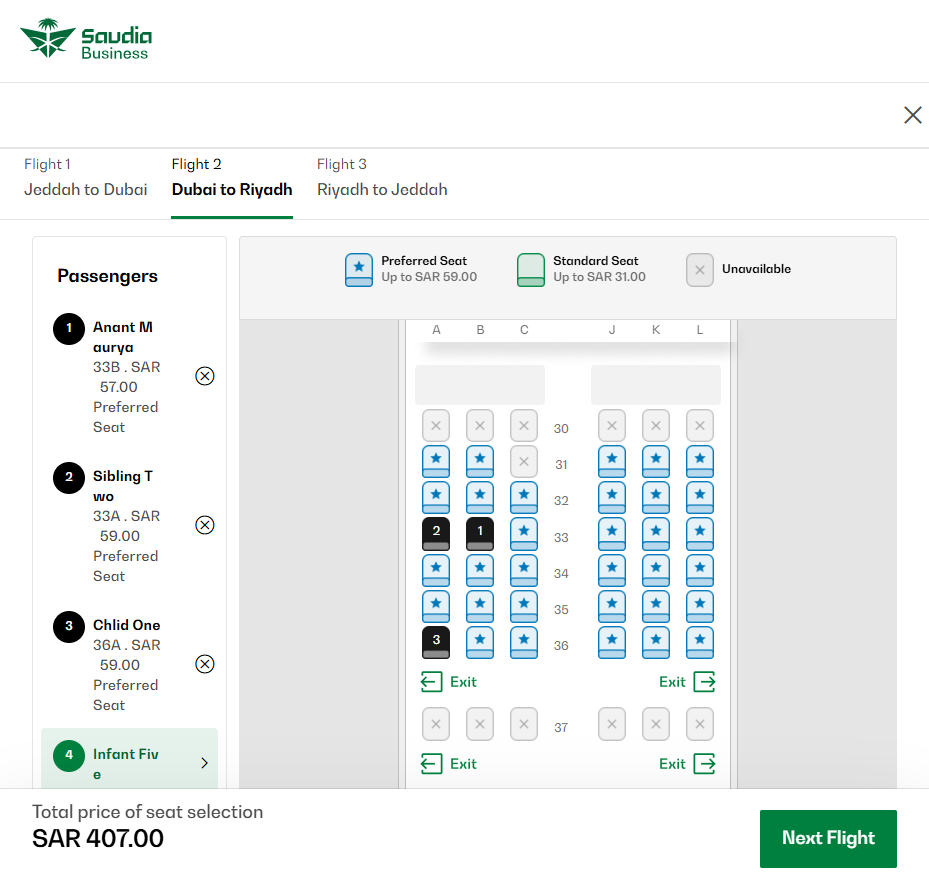 Saudia
Business
Flight 1
Jeddah to Dubai
Flight 2
Dubai to Riyadh
Flight 3
Riyadh to Jeddah
Passengers
1
Anant M
aurya
33B . SAR
57.00
Preferred
Seat
2
Sibling T
wo
33A . SAR
59.00
Preferred
Seat
3
Chlid One
36A . SAR
59.00
Preferred
Seat
4
Infant Fiv
e
Preferred Seat
Up to SAR 59.00
Standard Seat
Up to SAR 31.00
Unavailable
A B C J K L
30
31
32
2 1 33
34
35
3 36
Exit Exit
37
Exit Exit
Total price of seat selection
SAR 407.00
Next Flight